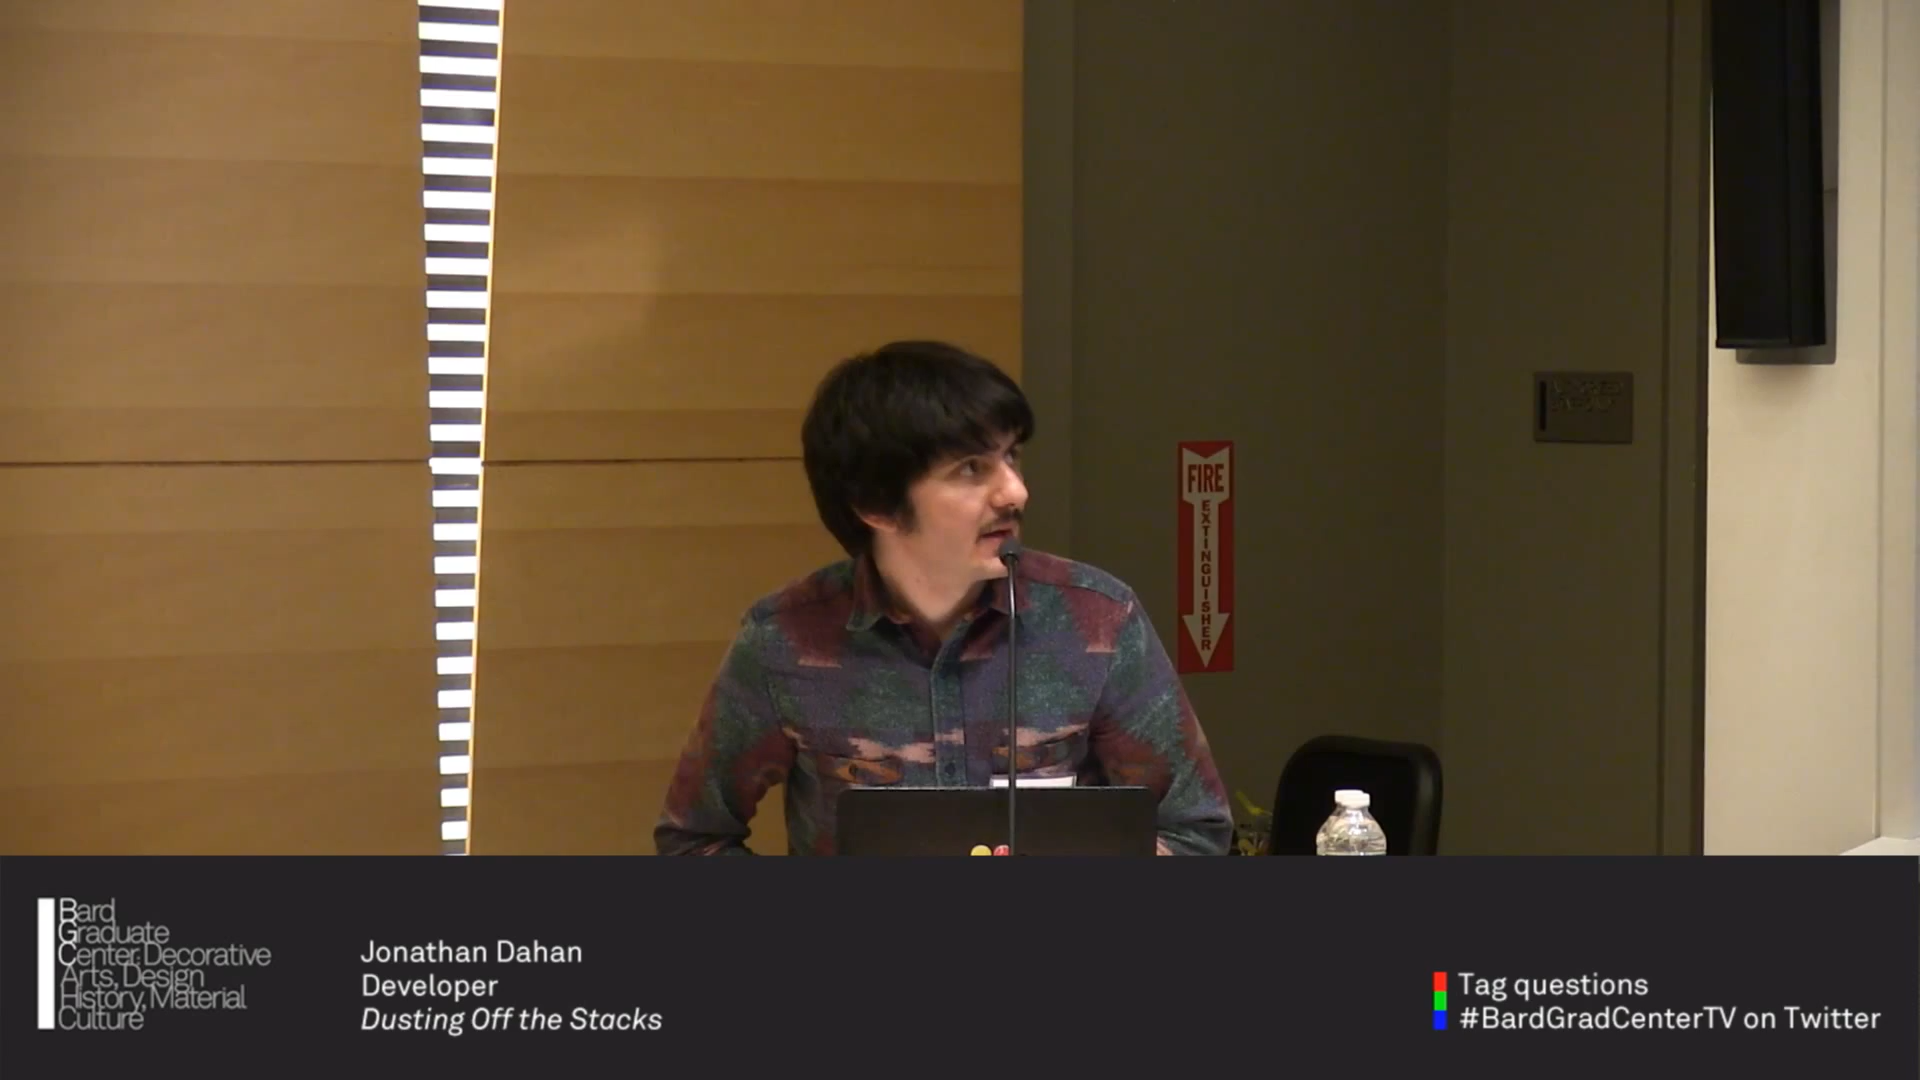 FIRE
EXTINGUISHER
Bard
Graduate
Center: Decorative
Arts, Design
History, Material
Culture
Jonathan Dahan
Developer
Dusting Off the Stacks
Tag questions
#BardGradCenterTV on Twitter